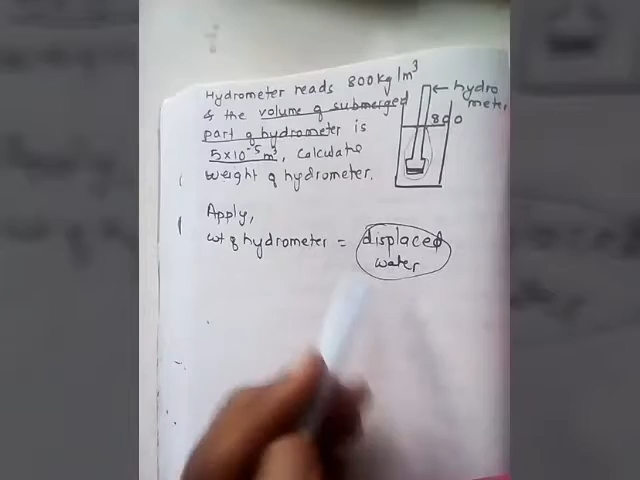 Hydrometer reads 800 kg/m³
& the volume of submerged
part of hydrometer is
5×10⁻⁵ m³, calculate
weight of hydrometer.
hydro
meter
800
Apply,
wt of hydrometer = displaced
water